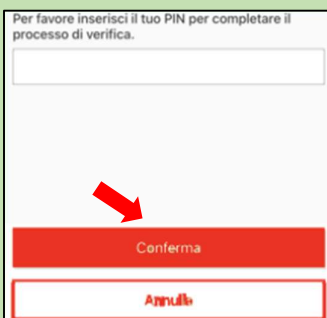 Per favore inserisci il tuo PIN per completare il
processo di verifica.
Conferma
Annulla